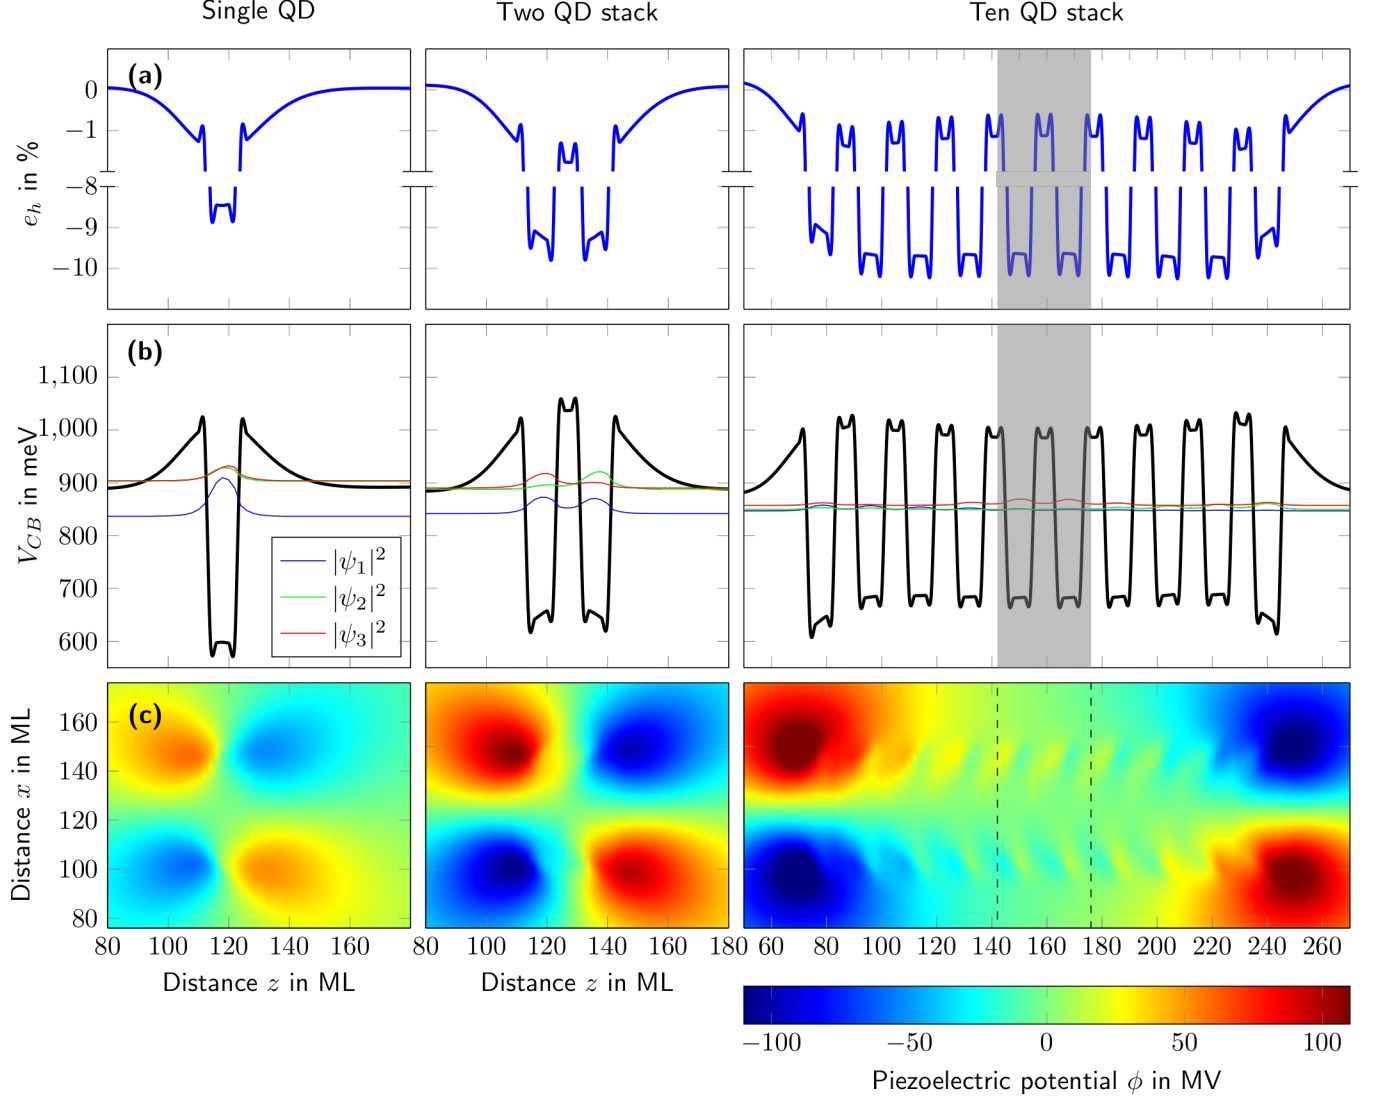 Single QD
Two QD stack
Ten QD stack
(a)
0
−1
−8
−9
−10
e_h in %
(b)
1,100
1,000
900
800
700
600
V_CB in meV
|ψ₁|²
|ψ₂|²
|ψ₃|²
(c)
160
140
120
100
80
Distance x in ML
80 100 120 140 160
80 100 120 140 160 180
60 80 100 120 140 160 180 200 220 240 260
Distance z in ML
Distance z in ML
−100 −50 0 50 100
Piezoelectric potential ϕ in MV